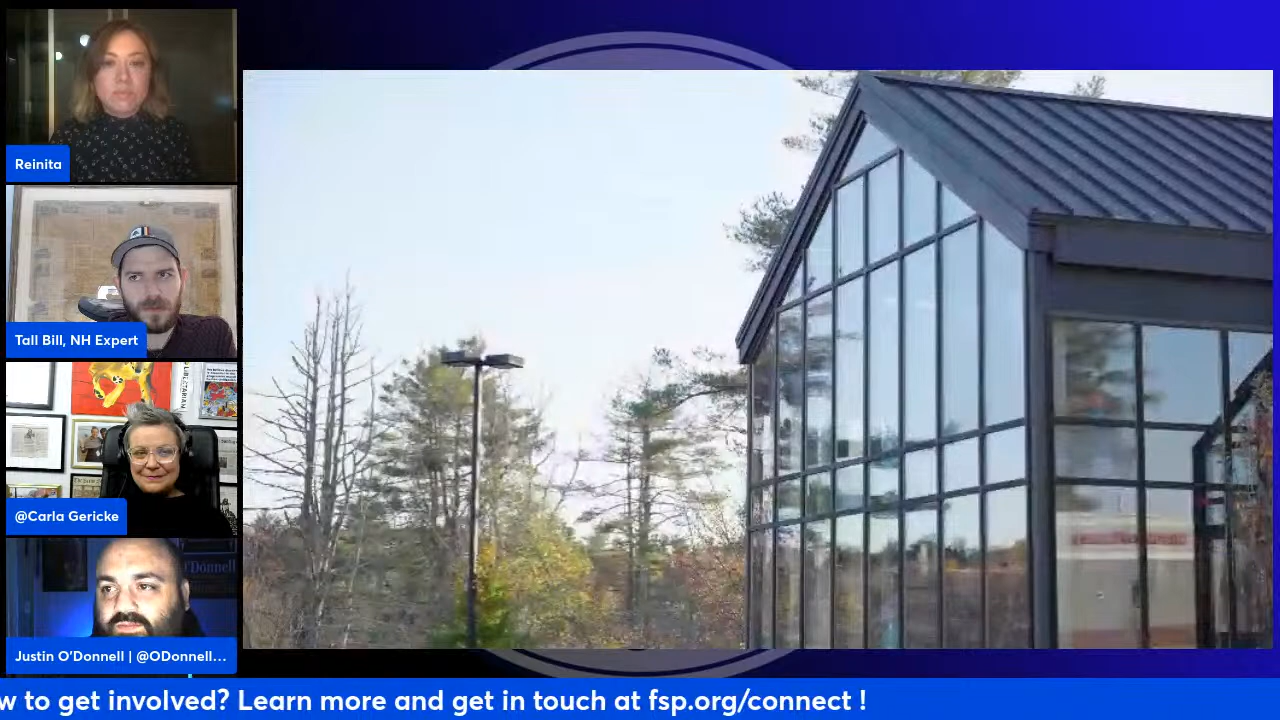 Reinita
Tall Bill, NH Expert
@Carla Gericke
O'Donnell
Justin O'Donnell | @ODonnell...
w to get involved? Learn more and get in touch at fsp.org/connect !